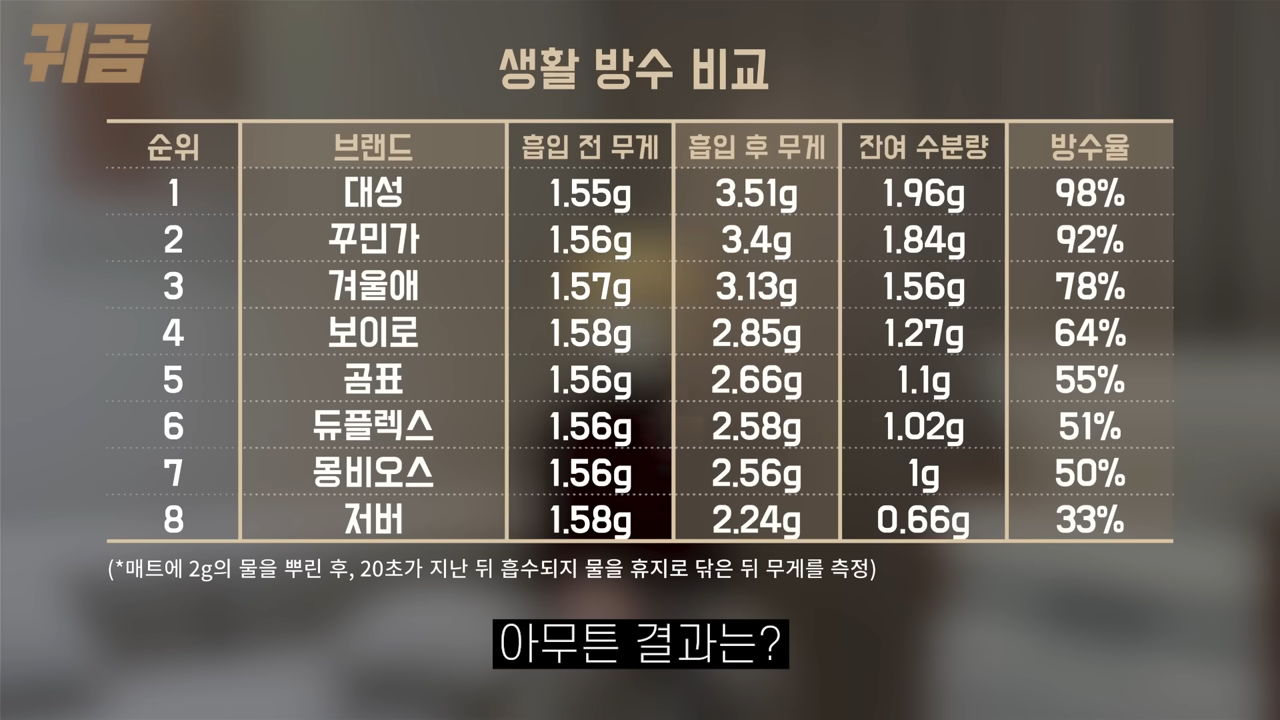 귀곰
생활 방수 비교
순위 브랜드 흡입 전 무게 흡입 후 무게 잔여 수분량 방수율
1 대성 1.55g 3.51g 1.96g 98%
2 꾸민가 1.56g 3.4g 1.84g 92%
3 겨울애 1.57g 3.13g 1.56g 78%
4 보이로 1.58g 2.85g 1.27g 64%
5 곰표 1.56g 2.66g 1.1g 55%
6 듀플렉스 1.56g 2.58g 1.02g 51%
7 몽비오스 1.56g 2.56g 1g 50%
8 저버 1.58g 2.24g 0.66g 33%
(*매트에 2g의 물을 뿌린 후, 20초가 지난 뒤 흡수되지 물을 휴지로 닦은 뒤 무게를 측정)
아무튼 결과는?